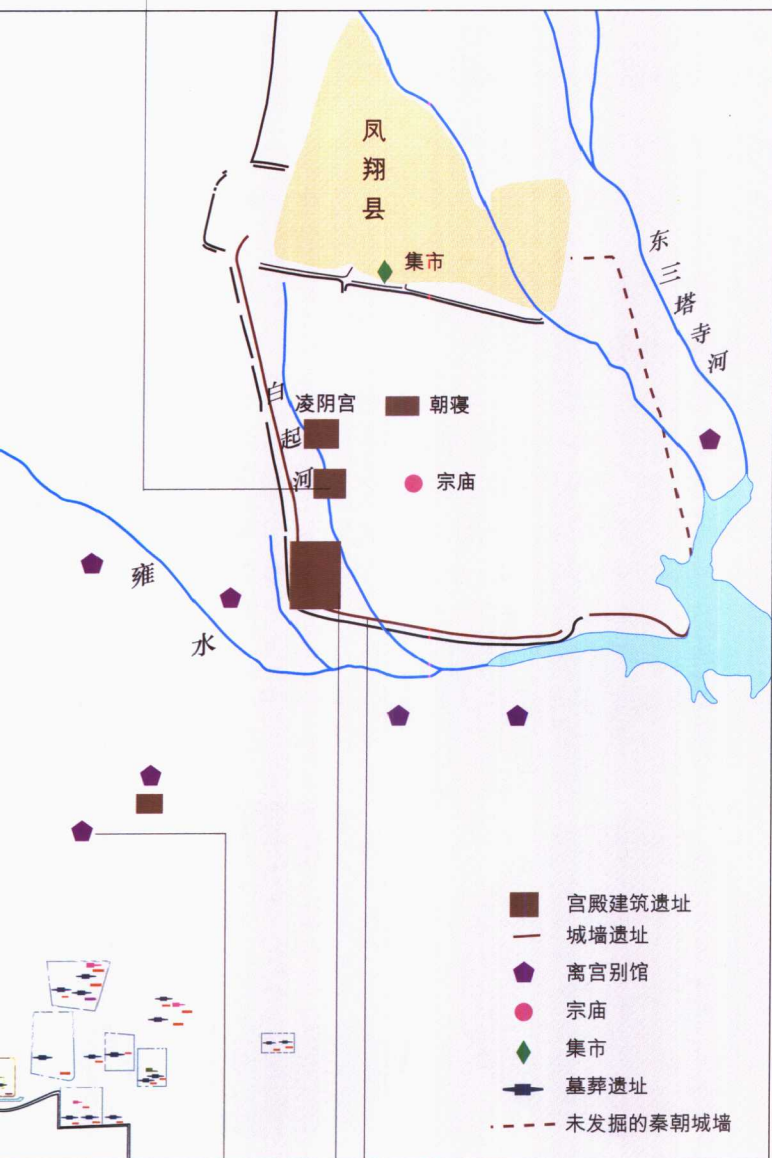 凤翔县
集市
东三塔寺河
白起河
凌阴宫
朝寝
宗庙
雍水
宫殿建筑遗址
城墙遗址
离宫别馆
宗庙
集市
墓葬遗址
未发掘的秦朝城墙